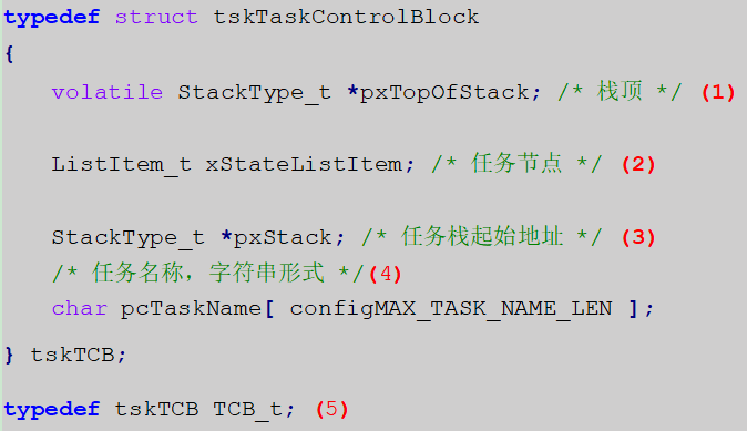 typedef struct tskTaskControlBlock
{
volatile StackType_t *pxTopOfStack; /* 栈顶 */ (1)
ListItem_t xStateListItem; /* 任务节点 */ (2)
StackType_t *pxStack; /* 任务栈起始地址 */ (3)
/* 任务名称，字符串形式 */(4)
char pcTaskName[ configMAX_TASK_NAME_LEN ];
} tskTCB;
typedef tskTCB TCB_t; (5)